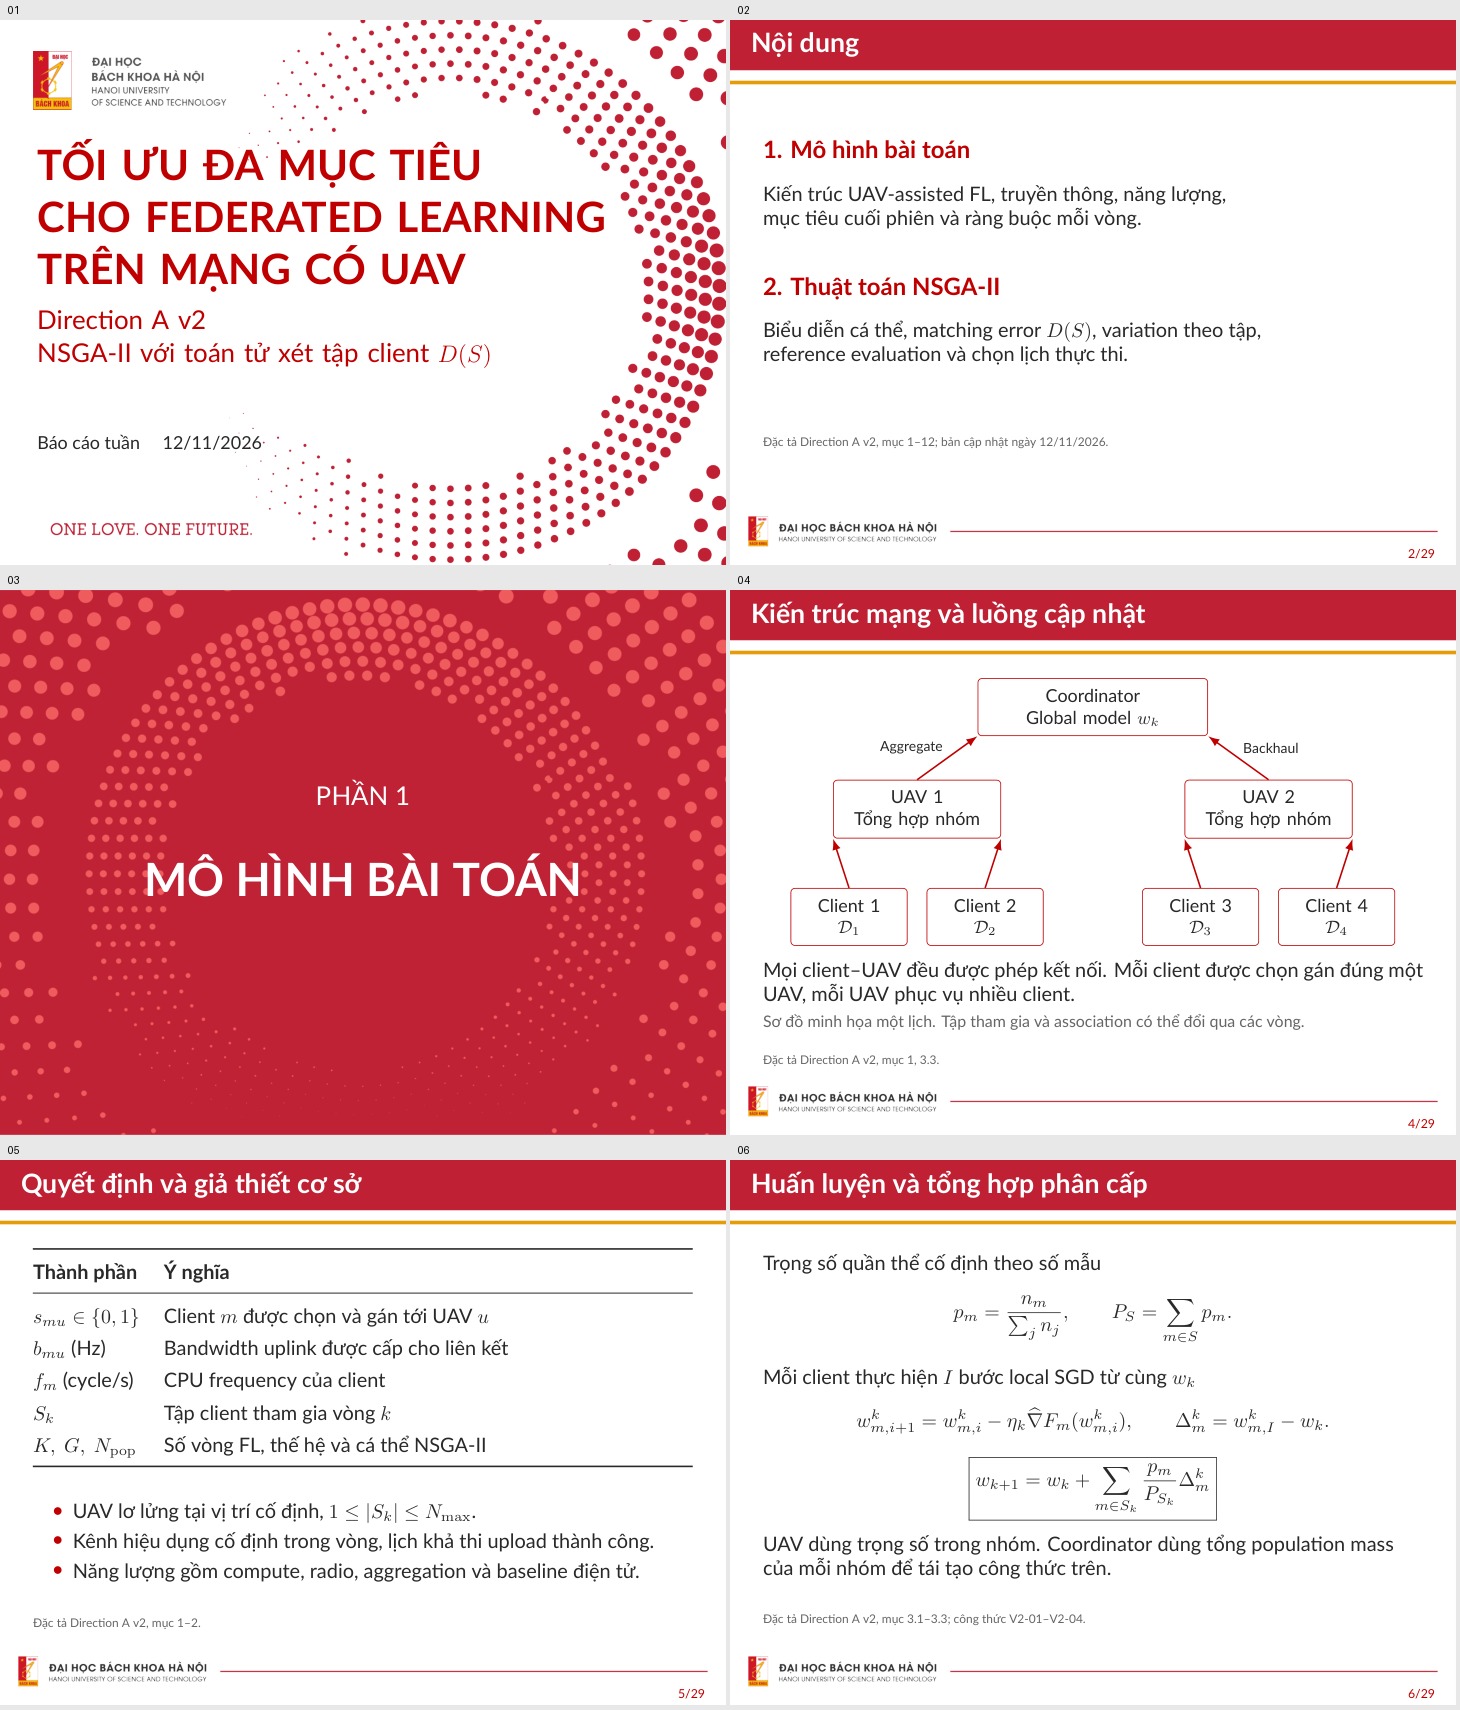 01
ĐẠI HỌC
BÁCH KHOA HÀ NỘI
HANOI UNIVERSITY
OF SCIENCE AND TECHNOLOGY
ĐẠI HỌC
BÁCH KHOA
TỐI ƯU ĐA MỤC TIÊU
CHO FEDERATED LEARNING
TRÊN MẠNG CÓ UAV
Direction A v2
NSGA-II với toán tử xét tập client D(S)
Báo cáo tuần 12/11/2026
ONE LOVE. ONE FUTURE.
02
Nội dung
1. Mô hình bài toán
Kiến trúc UAV-assisted FL, truyền thông, năng lượng,
mục tiêu cuối phiên và ràng buộc mỗi vòng.
2. Thuật toán NSGA-II
Biểu diễn cá thể, matching error D(S), variation theo tập,
reference evaluation và chọn lịch thực thi.
Đặc tả Direction A v2, mục 1–12; bản cập nhật ngày 12/11/2026.
ĐẠI HỌC BÁCH KHOA HÀ NỘI
HANOI UNIVERSITY OF SCIENCE AND TECHNOLOGY
2/29
03
PHẦN 1
MÔ HÌNH BÀI TOÁN
04
Kiến trúc mạng và luồng cập nhật
Coordinator
Global model w_k
Aggregate
Backhaul
UAV 1
Tổng hợp nhóm
UAV 2
Tổng hợp nhóm
Client 1
𝒟_1
Client 2
𝒟_2
Client 3
𝒟_3
Client 4
𝒟_4
Mọi client–UAV đều được phép kết nối. Mỗi client được chọn gán đúng một
UAV, mỗi UAV phục vụ nhiều client.
Sơ đồ minh họa một lịch. Tập tham gia và association có thể đổi qua các vòng.
Đặc tả Direction A v2, mục 1, 3.3.
ĐẠI HỌC BÁCH KHOA HÀ NỘI
HANOI UNIVERSITY OF SCIENCE AND TECHNOLOGY
4/29
05
Quyết định và giả thiết cơ sở
Thành phần Ý nghĩa
s_{mu} ∈ {0,1} Client m được chọn và gán tới UAV u
b_{mu} (Hz) Bandwidth uplink được cấp cho liên kết
f_m (cycle/s) CPU frequency của client
S_k Tập client tham gia vòng k
K, G, N_{pop} Số vòng FL, thế hệ và cá thể NSGA-II
• UAV lơ lửng tại vị trí cố định, 1 ≤ |S_k| ≤ N_{max}.
• Kênh hiệu dụng cố định trong vòng, lịch khả thi upload thành công.
• Năng lượng gồm compute, radio, aggregation và baseline điện tử.
Đặc tả Direction A v2, mục 1–2.
ĐẠI HỌC BÁCH KHOA HÀ NỘI
HANOI UNIVERSITY OF SCIENCE AND TECHNOLOGY
5/29
06
Huấn luyện và tổng hợp phân cấp
Trọng số quần thể cố định theo số mẫu
p_m = n_m / ∑_j n_j, P_S = ∑_{m∈S} p_m.
Mỗi client thực hiện I bước local SGD từ cùng w_k
w^k_{m,i+1} = w^k_{m,i} − η_k ∇̂F_m(w^k_{m,i}), Δ^k_m = w^k_{m,I} − w_k.
w_{k+1} = w_k + ∑_{m∈S_k} p_m / P_{S_k} Δ^k_m
UAV dùng trọng số trong nhóm. Coordinator dùng tổng population mass
của mỗi nhóm để tái tạo công thức trên.
Đặc tả Direction A v2, mục 3.1–3.3; công thức V2-01–V2-04.
ĐẠI HỌC BÁCH KHOA HÀ NỘI
HANOI UNIVERSITY OF SCIENCE AND TECHNOLOGY
6/29